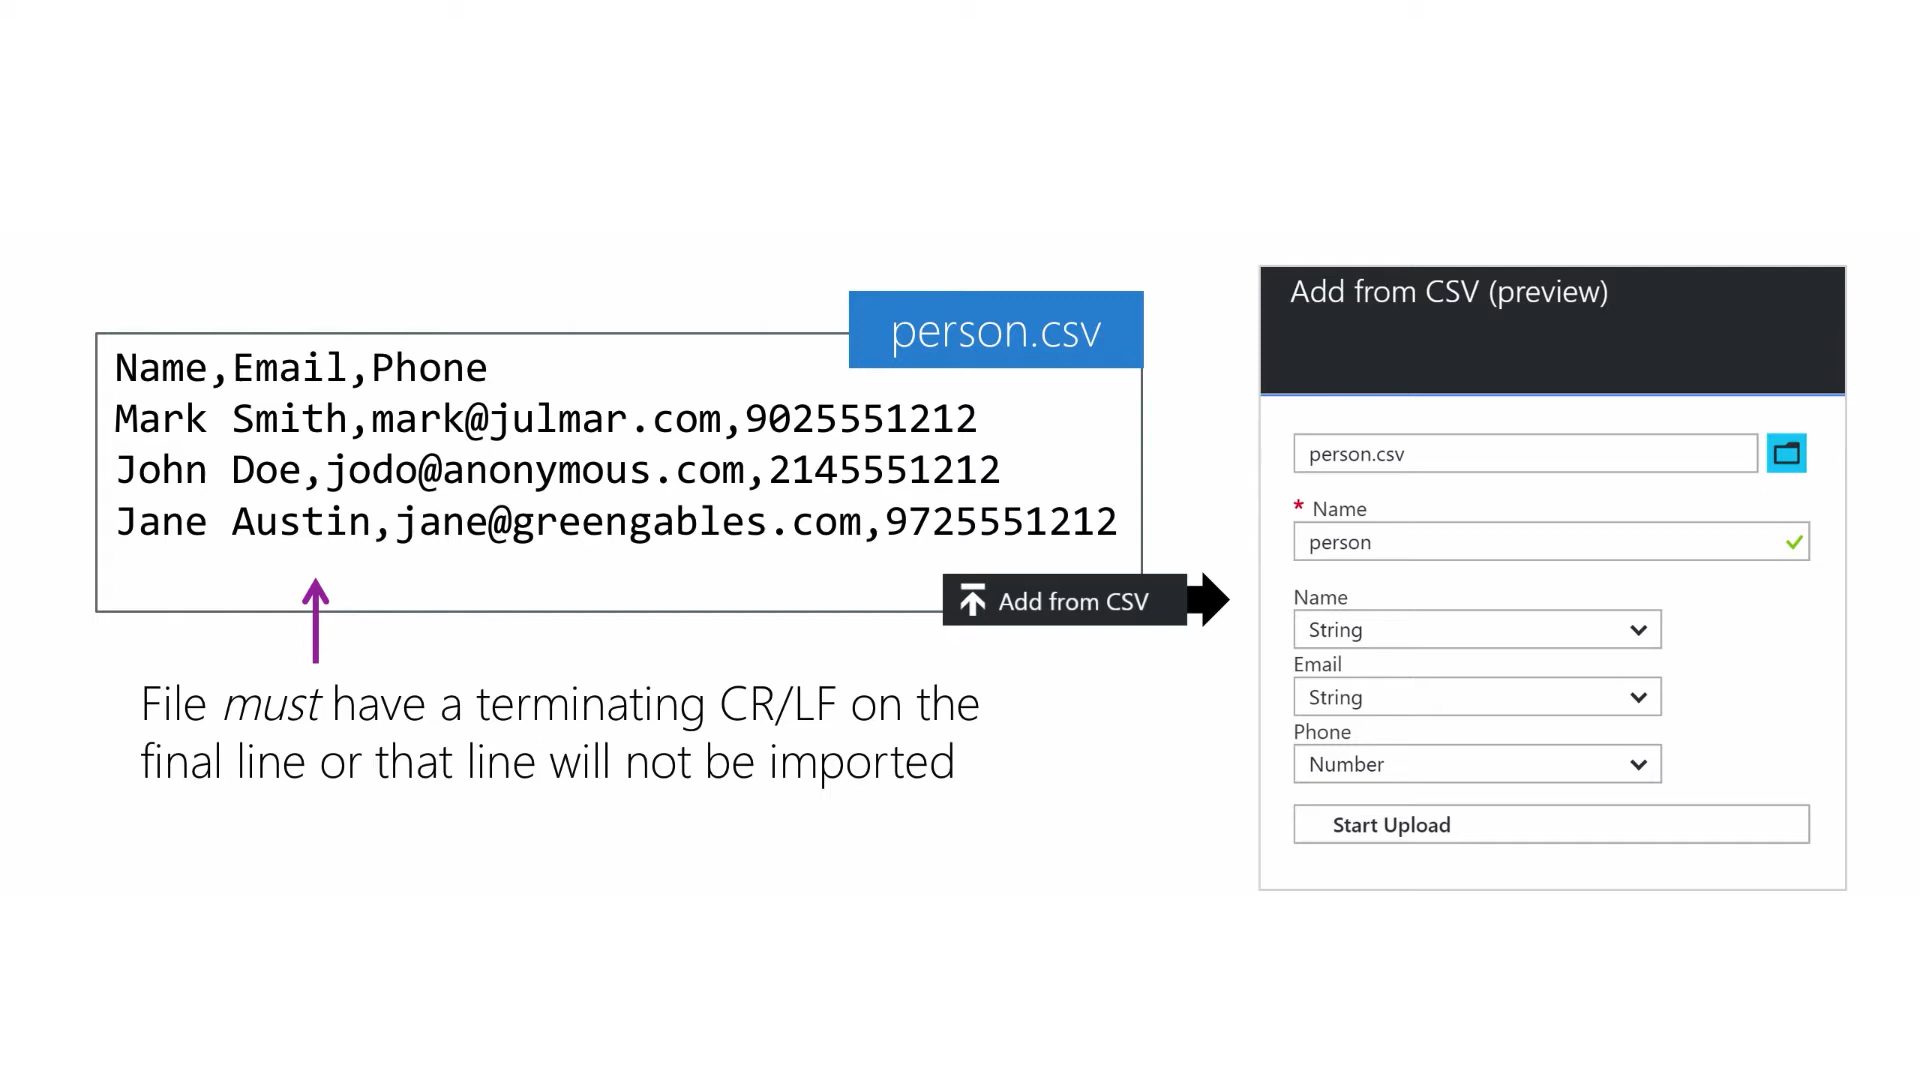 person.csv
Name,Email,Phone
Mark Smith,mark@julmar.com,9025551212
John Doe,jodo@anonymous.com,2145551212
Jane Austin,jane@greengables.com,9725551212
Add from CSV
File must have a terminating CR/LF on the
final line or that line will not be imported
Add from CSV (preview)
person.csv
* Name
person
Name
String
Email
String
Phone
Number
Start Upload